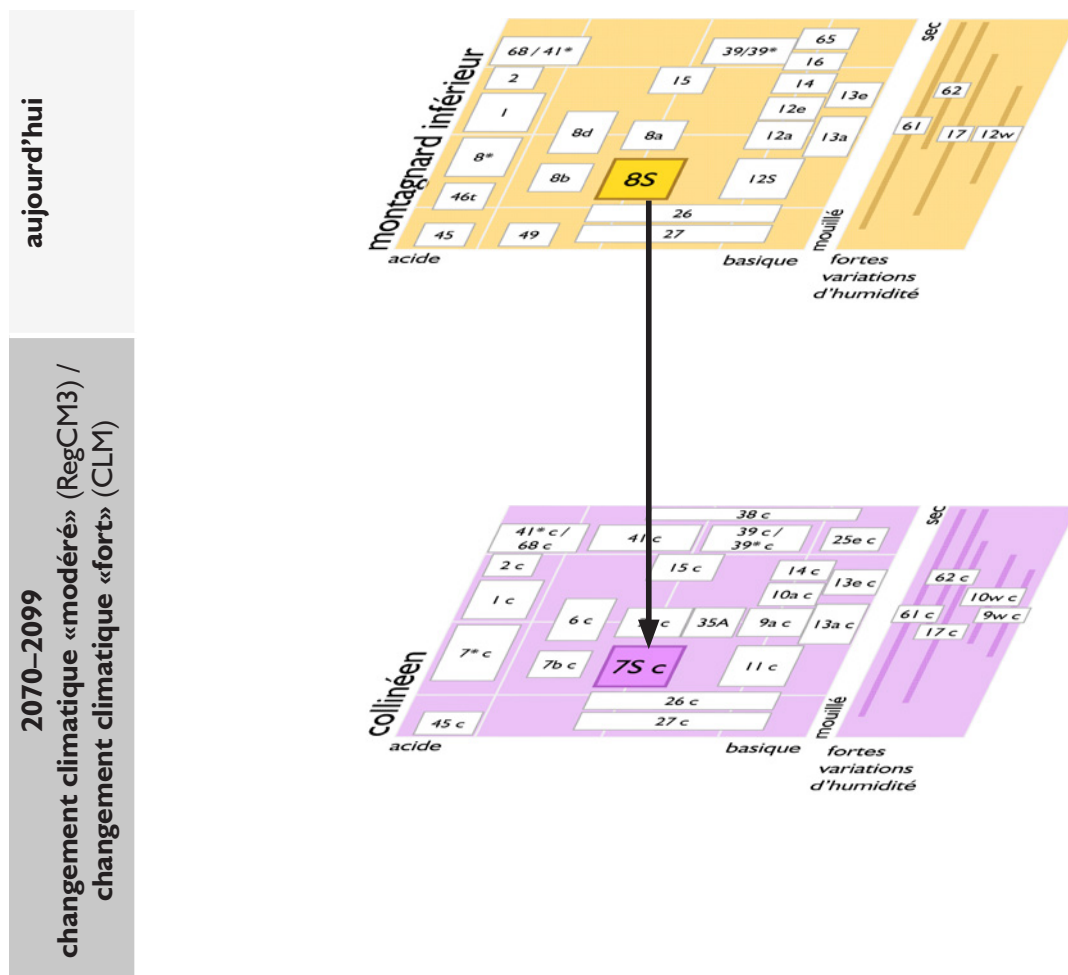 aujourd'hui
montagnard inférieur
68 / 41*
39/39*
65
16
2
15
14
13e
1
12e
8d
8a
12a
13a
8*
8b
8S
12S
46t
26
45
49
27
acide
basique
mouillé
sec
62
61
17
12w
fortes
variations
d'humidité
2070–2099
changement climatique «modéré» (RegCM3) /
changement climatique «fort» (CLM)
collinéen
38 c
41* c /
68 c
41 c
39 c /
39* c
25e c
2 c
15 c
14 c
13e c
1 c
10a c
6 c
35A
9a c
13a c
7* c
7b c
7S c
11 c
26 c
45 c
27 c
acide
basique
mouillé
sec
62 c
10w c
61 c
9w c
17 c
fortes
variations
d'humidité